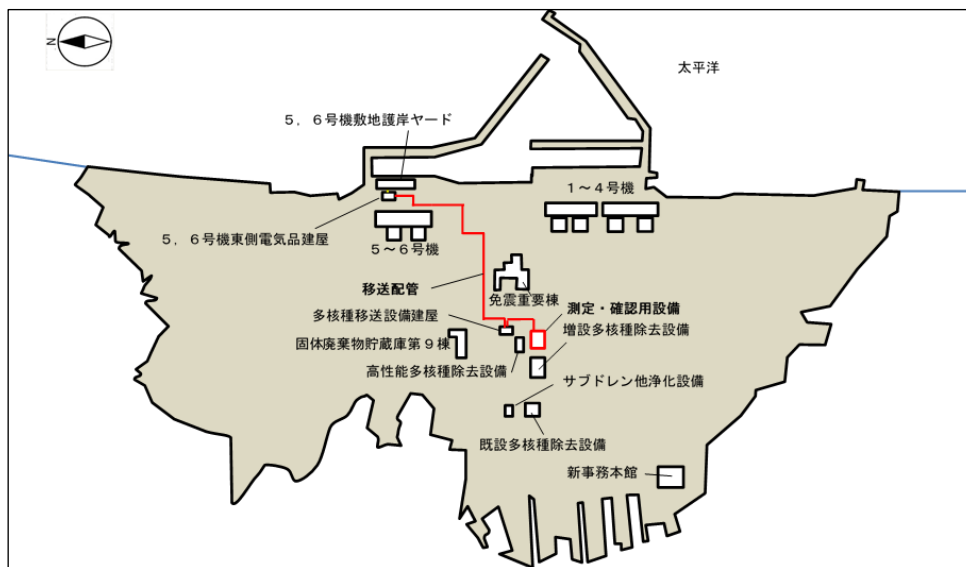 N
太平洋
５．６号機敷地護岸ヤード
１～４号機
５．６号機東側電気品建屋
５～６号機
移送配管
免震重要棟
多核種移送設備建屋
測定・確認用設備
増設多核種除去設備
固体廃棄物貯蔵庫第９棟
高性能多核種除去設備
サブドレン他浄化設備
既設多核種除去設備
新事務本館